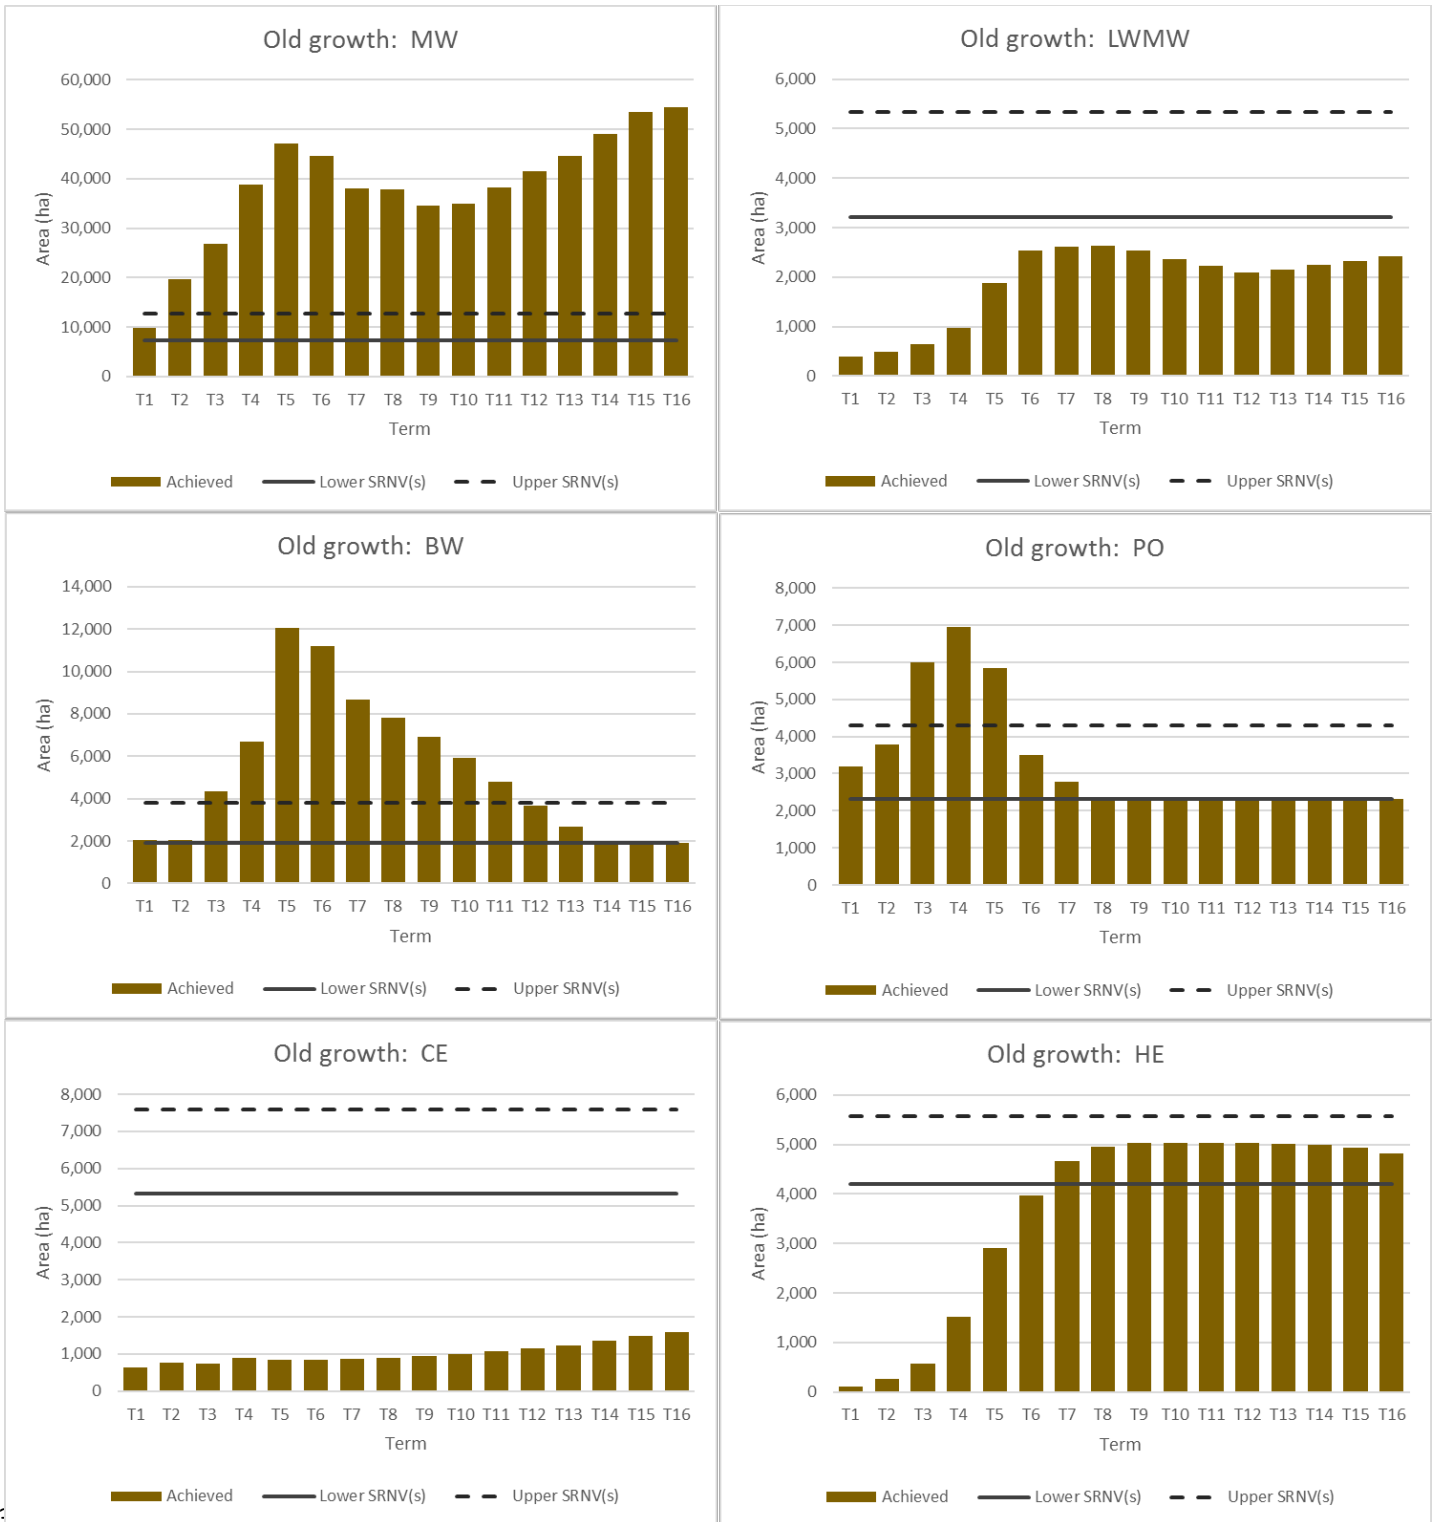 Old growth: MW
60,000
50,000
40,000
30,000
20,000
10,000
0
Area (ha)
T1 T2 T3 T4 T5 T6 T7 T8 T9 T10 T11 T12 T13 T14 T15 T16
Term
Achieved Lower SRNV(s) Upper SRNV(s)
Old growth: LWMW
6,000
5,000
4,000
3,000
2,000
1,000
0
Area (ha)
T1 T2 T3 T4 T5 T6 T7 T8 T9 T10 T11 T12 T13 T14 T15 T16
Term
Achieved Lower SRNV(s) Upper SRNV(s)
Old growth: BW
14,000
12,000
10,000
8,000
6,000
4,000
2,000
0
Area (ha)
T1 T2 T3 T4 T5 T6 T7 T8 T9 T10 T11 T12 T13 T14 T15 T16
Term
Achieved Lower SRNV(s) Upper SRNV(s)
Old growth: PO
8,000
7,000
6,000
5,000
4,000
3,000
2,000
1,000
0
Area (ha)
T1 T2 T3 T4 T5 T6 T7 T8 T9 T10 T11 T12 T13 T14 T15 T16
Term
Achieved Lower SRNV(s) Upper SRNV(s)
Old growth: CE
8,000
7,000
6,000
5,000
4,000
3,000
2,000
1,000
0
Area (ha)
T1 T2 T3 T4 T5 T6 T7 T8 T9 T10 T11 T12 T13 T14 T15 T16
Term
Achieved Lower SRNV(s) Upper SRNV(s)
Old growth: HE
6,000
5,000
4,000
3,000
2,000
1,000
0
Area (ha)
T1 T2 T3 T4 T5 T6 T7 T8 T9 T10 T11 T12 T13 T14 T15 T16
Term
Achieved Lower SRNV(s) Upper SRNV(s)